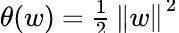 θ(w) = ½ ‖w‖²